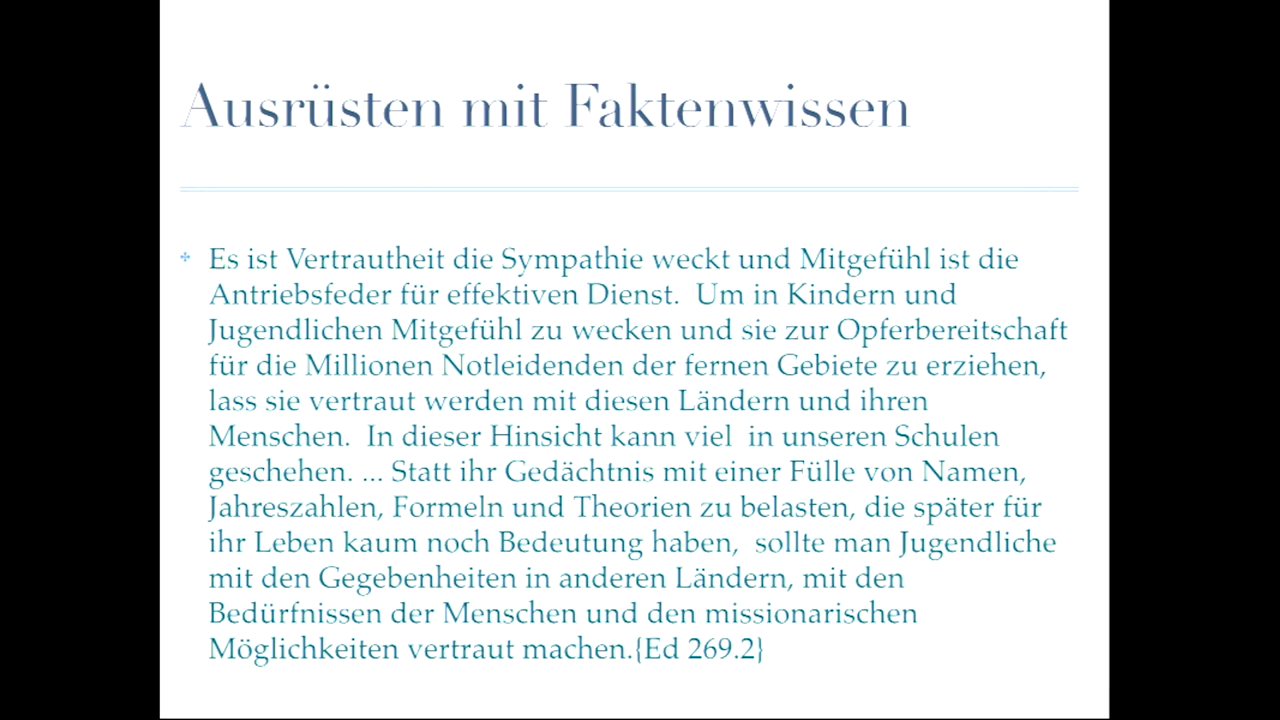 Ausrüsten mit Faktenwissen
Es ist Vertrautheit die Sympathie weckt und Mitgefühl ist die
Antriebsfeder für effektiven Dienst.  Um in Kindern und
Jugendlichen Mitgefühl zu wecken und sie zur Opferbereitschaft
für die Millionen Notleidenden der fernen Gebiete zu erziehen,
lass sie vertraut werden mit diesen Ländern und ihren
Menschen.  In dieser Hinsicht kann viel  in unseren Schulen
geschehen. ... Statt ihr Gedächtnis mit einer Fülle von Namen,
Jahreszahlen, Formeln und Theorien zu belasten, die später für
ihr Leben kaum noch Bedeutung haben,  sollte man Jugendliche
mit den Gegebenheiten in anderen Ländern, mit den
Bedürfnissen der Menschen und den missionarischen
Möglichkeiten vertraut machen.{Ed 269.2}